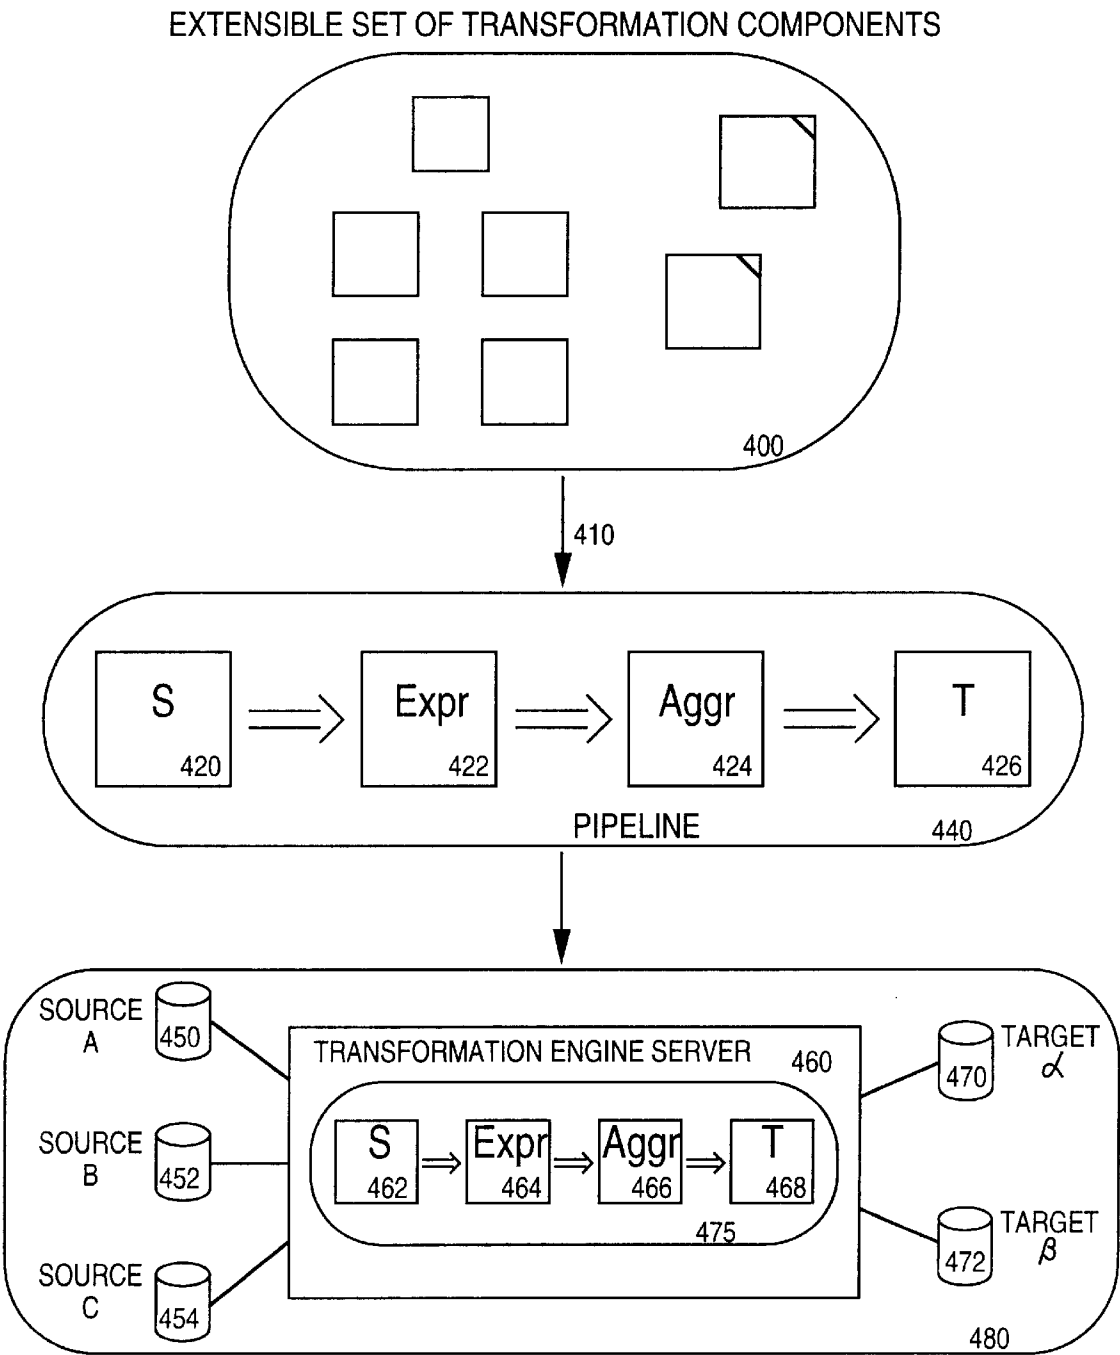 EXTENSIBLE SET OF TRANSFORMATION COMPONENTS
400
410
S
420
Expr
422
Aggr
424
T
426
PIPELINE
440
SOURCE
A
450
SOURCE
B
452
SOURCE
C
454
TRANSFORMATION ENGINE SERVER
460
S
462
Expr
464
Aggr
466
T
468
475
470
TARGET
α
472
TARGET
β
480